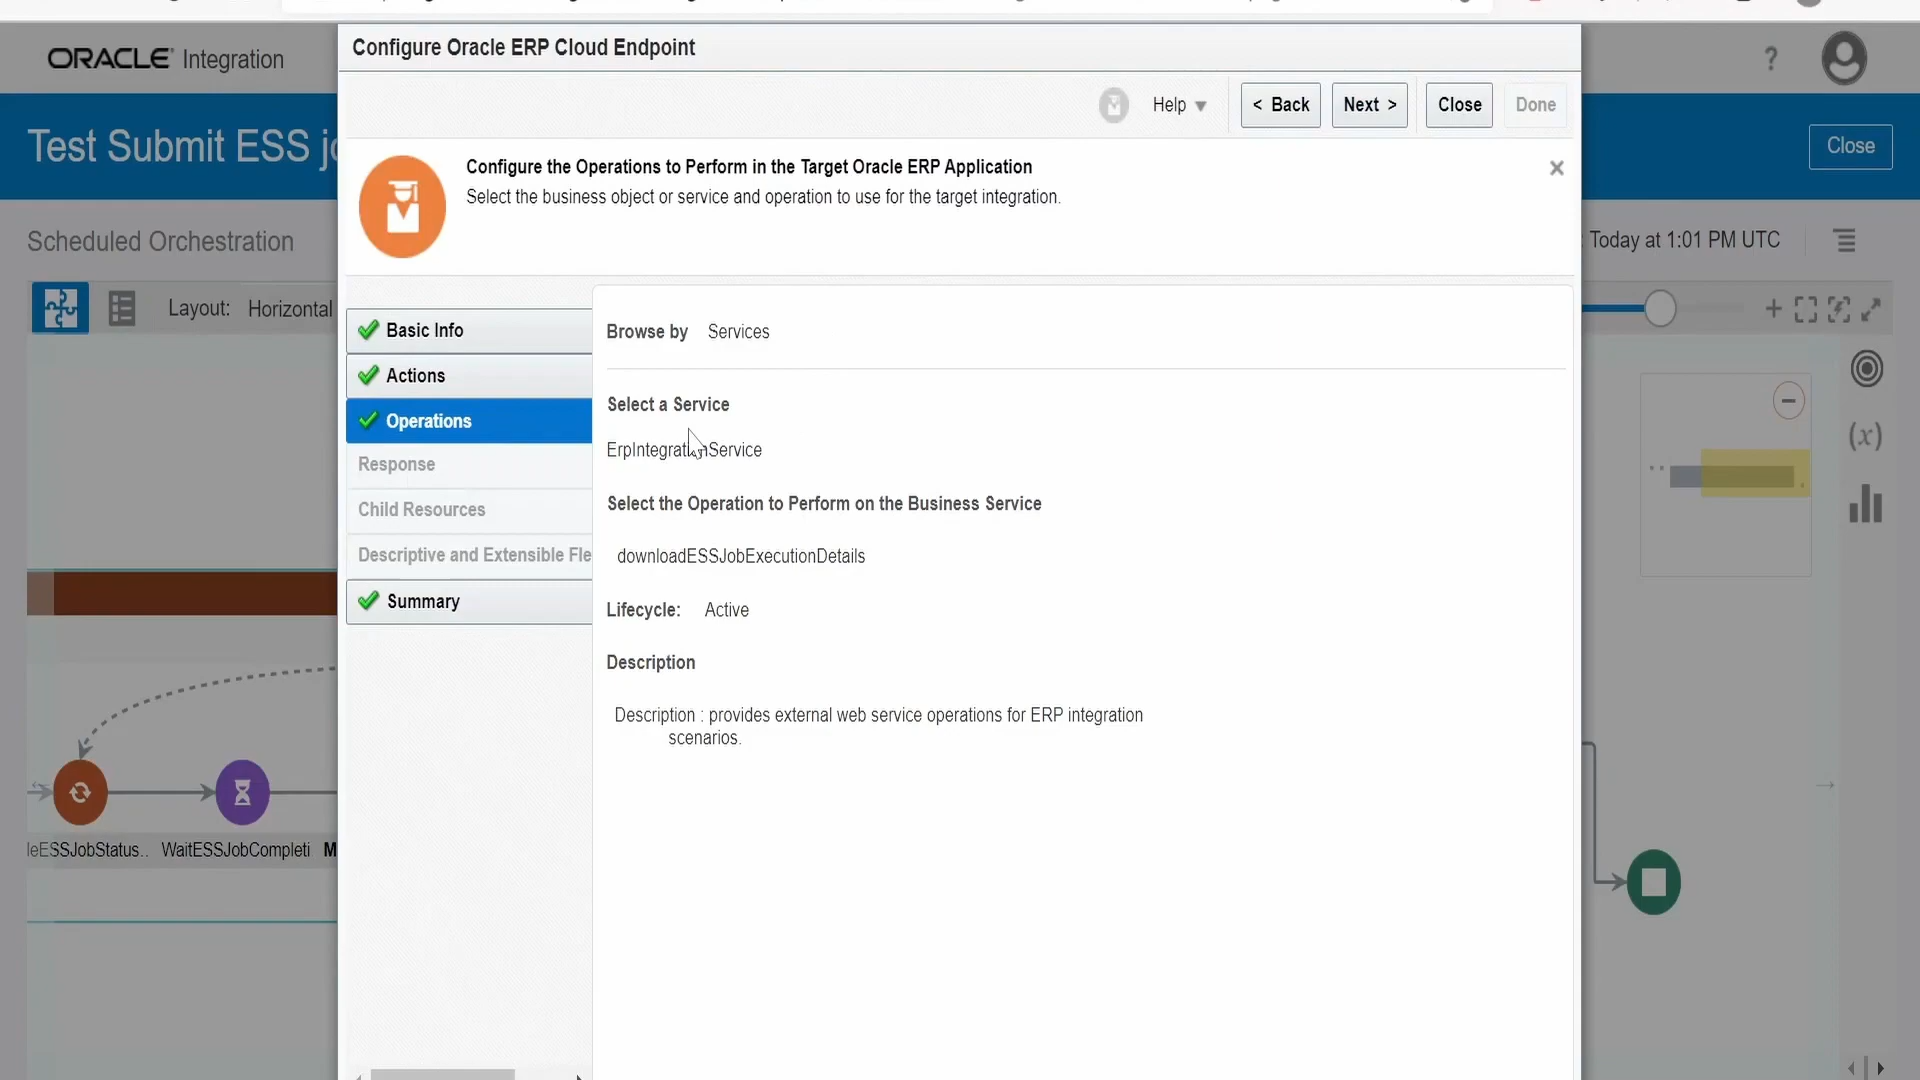 Configure Oracle ERP Cloud Endpoint
ORACLE Integration
?
Help
< Back
Next >
Close
Done
Test Submit ESS jo
Close
Configure the Operations to Perform in the Target Oracle ERP Application
Select the business object or service and operation to use for the target integration.
Scheduled Orchestration
Today at 1:01 PM UTC
Layout: Horizontal
Basic Info
Actions
Operations
Response
Child Resources
Descriptive and Extensible Fle
Summary
Browse by Services
Select a Service
Select the Operation to Perform on the Business Service
downloadESSJobExecutionDetails
Lifecycle: Active
Description
Description : provides external web service operations for ERP integration
scenarios.
(x)
leESSJobStatus..
WaitESSJobCompleti
M